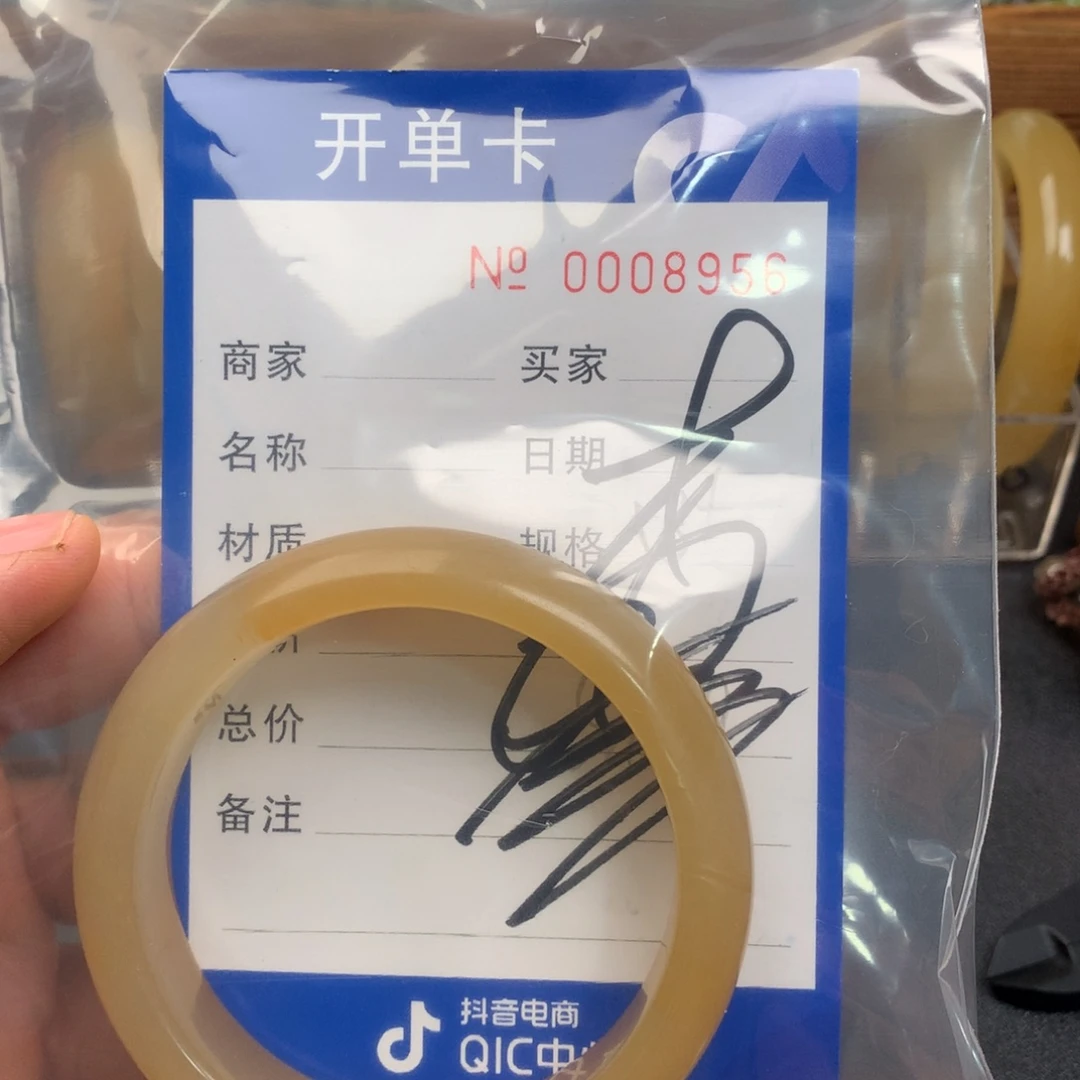 开单卡
№ 0008956
商家 买家
名称 日期
材质 规格
总价
备注
抖音电商
QIC中